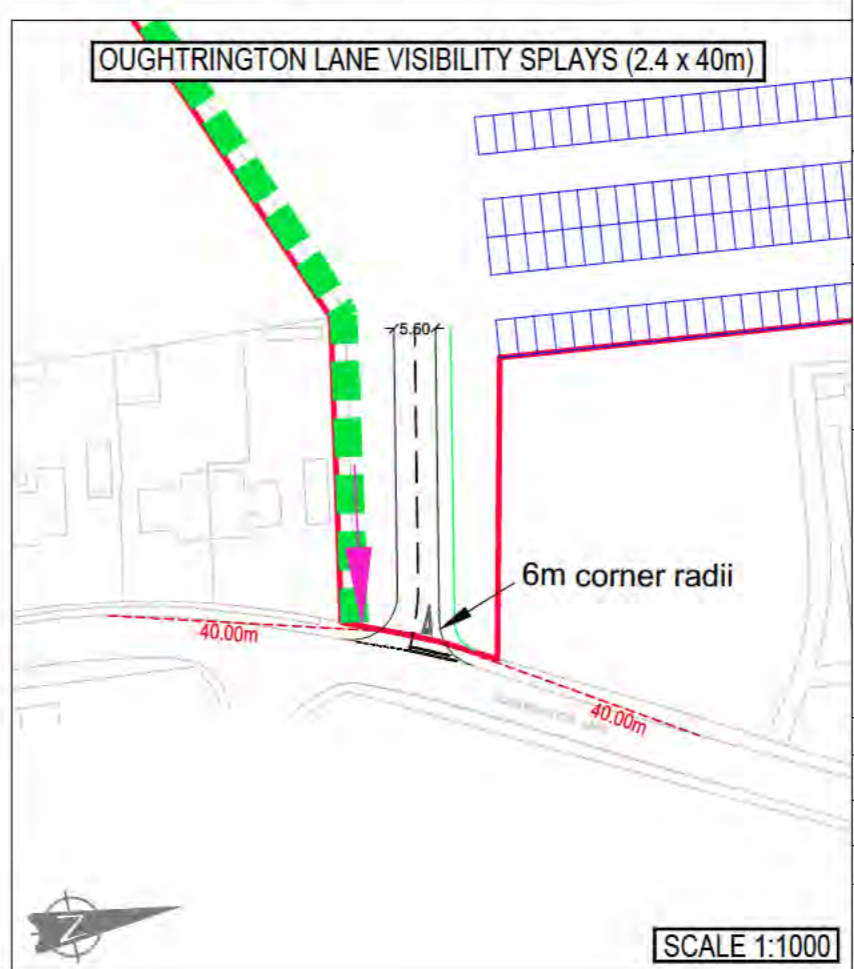 OUGHTRINGTON LANE VISIBILITY SPLAYS (2.4 x 40m)
5.50
6m corner radii
40.00m
40.00m
Z
SCALE 1:1000